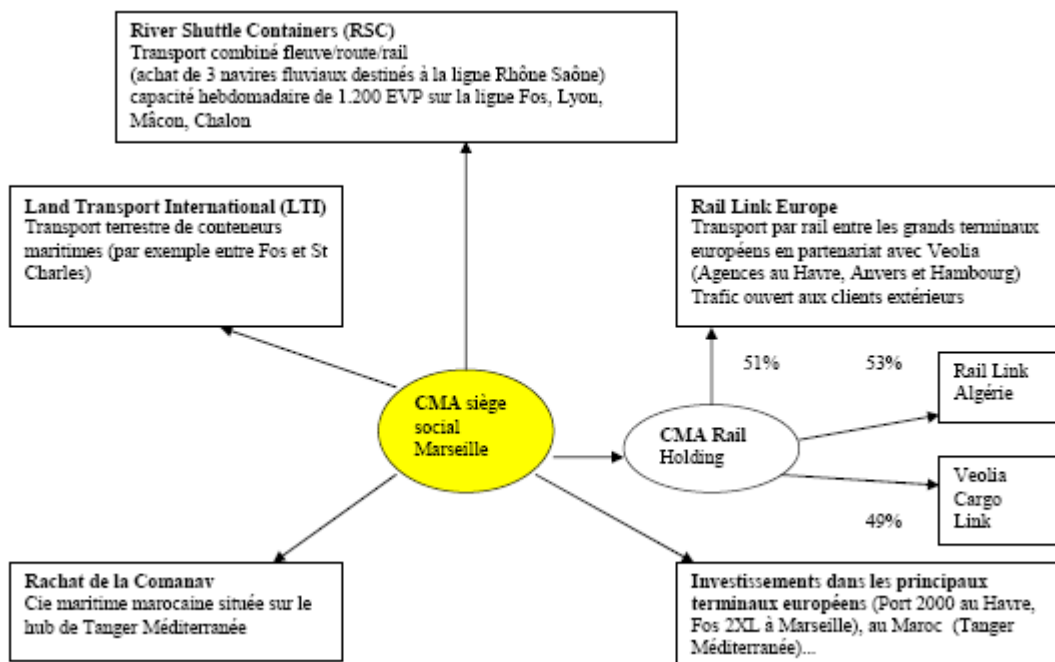 River Shuttle Containers (RSC)
Transport combiné fleuve/route/rail
(achat de 3 navires fluviaux destinés à la ligne Rhône Saône)
capacité hebdomadaire de 1.200 EVP sur la ligne Fos, Lyon,
Mâcon, Chalon
Land Transport International (LTI)
Transport terrestre de conteneurs
maritimes (par exemple entre Fos et St
Charles)
Rail Link Europe
Transport par rail entre les grands terminaux
européens en partenariat avec Veolia
(Agences au Havre, Anvers et Hambourg)
Trafic ouvert aux clients extérieurs
51%
53%
Rail Link
Algérie
CMA siège
social
Marseille
CMA Rail
Holding
Veolia
Cargo
Link
49%
Rachat de la Comanav
Cie maritime marocaine située sur le
hub de Tanger Méditerranée
Investissements dans les principaux
terminaux européens (Port 2000 au Havre,
Fos 2XL à Marseille), au Maroc (Tanger
Méditerranée)...